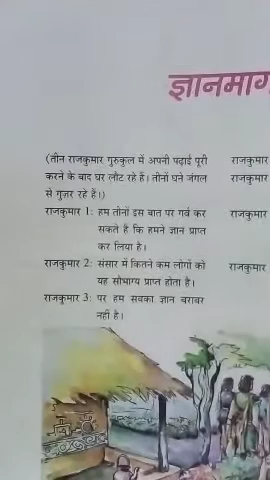 ज्ञानमार्ग
(तीन राजकुमार गुरुकुल में अपनी पढ़ाई पूरी
करने के बाद घर लौट रहे हैं। तीनों घने जंगल
से गुज़र रहे हैं।)
राजकुमार 1: हम तीनों इस बात पर गर्व कर
सकते हैं कि हमने ज्ञान प्राप्त
कर लिया है।
राजकुमार 2: संसार में कितने कम लोगों को
यह सौभाग्य प्राप्त होता है।
राजकुमार 3: पर हम सबका ज्ञान बराबर
नहीं है।
राजकुमार
राजकुमार
राजकुमार
राजकुमार